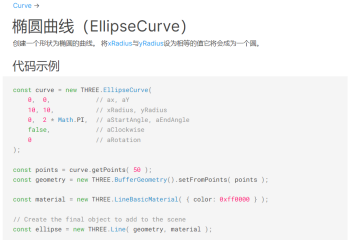 Curve →
椭圆曲线（EllipseCurve）
创建一个形状为椭圆的曲线。 将xRadius与yRadius设为相等的值它将会成为一个圆。
代码示例
const curve = new THREE.EllipseCurve(
0, 0, // ax, aY
10, 10, // xRadius, yRadius
0, 2 * Math.PI, // aStartAngle, aEndAngle
false, // aClockwise
0 // aRotation
);
const points = curve.getPoints( 50 );
const geometry = new THREE.BufferGeometry().setFromPoints( points );
const material = new THREE.LineBasicMaterial( { color: 0xff0000 } );
// Create the final object to add to the scene
const ellipse = new THREE.Line( geometry, material );